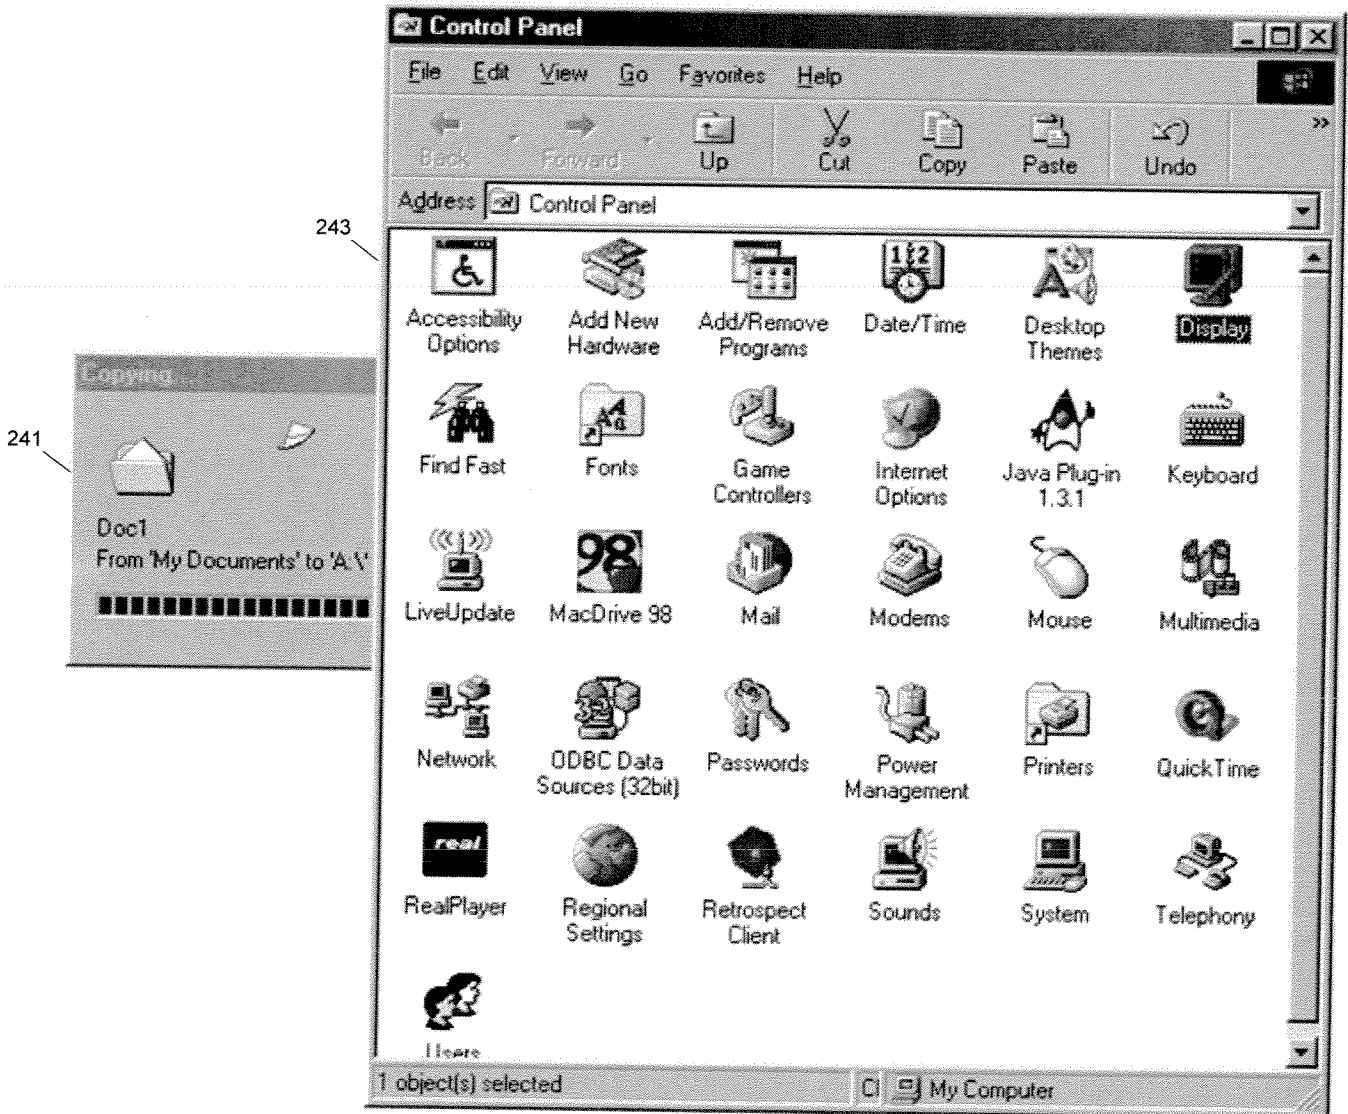 Control Panel
File Edit View Go Favorites Help
Back Forward Up Cut Copy Paste Undo »
Address Control Panel
243
Accessibility Options
Add New Hardware
Add/Remove Programs
Date/Time
Desktop Themes
Display
Copying...
241
Doc1
From 'My Documents' to 'A:\'
Find Fast
Fonts
Game Controllers
Internet Options
Java Plug-in 1.3.1
Keyboard
LiveUpdate
98
MacDrive 98
Mail
Modems
Mouse
Multimedia
Network
32
ODBC Data Sources (32bit)
Passwords
Power Management
Printers
QuickTime
real
RealPlayer
Regional Settings
Retrospect Client
Sounds
System
Telephony
Users
1 object(s) selected
My Computer